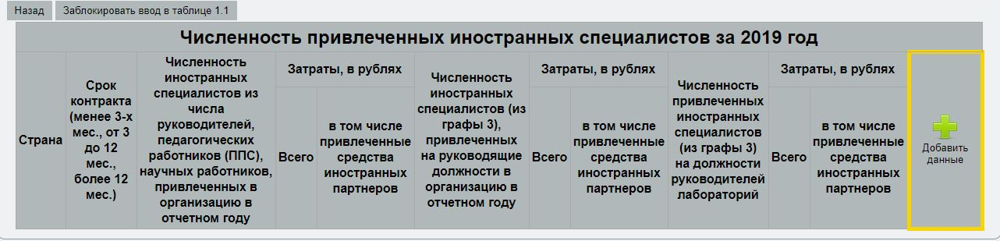 Назад
Заблокировать ввод в таблице 1.1
Численность привлеченных иностранных специалистов за 2019 год
Страна
Срок
контракта
(менее 3-х
мес., от 3
до 12
мес.,
более 12
мес.)
Численность
иностранных
специалистов из
числа
руководителей,
педагогических
работников (ППС),
научных работников,
привлеченных в
организацию в
отчетном году
Затраты, в рублях
Всего
в том числе
привлеченные
средства
иностранных
партнеров
Численность
иностранных
специалистов (из
графы 3),
привлеченных
на руководящие
должности в
организацию в
отчетном году
Затраты, в рублях
Всего
в том числе
привлеченные
средства
иностранных
партнеров
Численность
привлеченных
иностранных
специалистов
(из графы 3)
на должности
руководителей
лабораторий
Затраты, в рублях
Всего
в том числе
привлеченные
средства
иностранных
партнеров
Добавить
данные